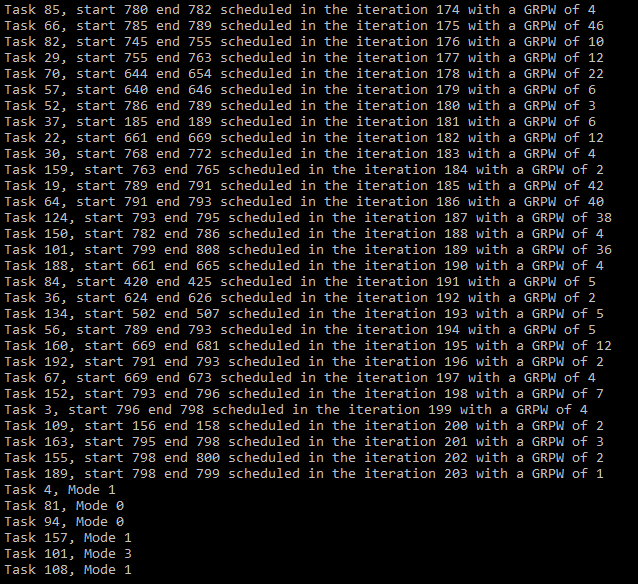 Task 85, start 780 end 782 scheduled in the iteration 174 with a GRPW of 4
Task 66, start 785 end 789 scheduled in the iteration 175 with a GRPW of 46
Task 82, start 745 end 755 scheduled in the iteration 176 with a GRPW of 10
Task 29, start 755 end 763 scheduled in the iteration 177 with a GRPW of 12
Task 70, start 644 end 654 scheduled in the iteration 178 with a GRPW of 22
Task 57, start 640 end 646 scheduled in the iteration 179 with a GRPW of 6
Task 52, start 786 end 789 scheduled in the iteration 180 with a GRPW of 3
Task 37, start 185 end 189 scheduled in the iteration 181 with a GRPW of 6
Task 22, start 661 end 669 scheduled in the iteration 182 with a GRPW of 12
Task 30, start 768 end 772 scheduled in the iteration 183 with a GRPW of 4
Task 159, start 763 end 765 scheduled in the iteration 184 with a GRPW of 2
Task 19, start 789 end 791 scheduled in the iteration 185 with a GRPW of 42
Task 64, start 791 end 793 scheduled in the iteration 186 with a GRPW of 40
Task 124, start 793 end 795 scheduled in the iteration 187 with a GRPW of 38
Task 150, start 782 end 786 scheduled in the iteration 188 with a GRPW of 4
Task 101, start 799 end 808 scheduled in the iteration 189 with a GRPW of 36
Task 188, start 661 end 665 scheduled in the iteration 190 with a GRPW of 4
Task 84, start 420 end 425 scheduled in the iteration 191 with a GRPW of 5
Task 36, start 624 end 626 scheduled in the iteration 192 with a GRPW of 2
Task 134, start 502 end 507 scheduled in the iteration 193 with a GRPW of 5
Task 56, start 789 end 793 scheduled in the iteration 194 with a GRPW of 5
Task 160, start 669 end 681 scheduled in the iteration 195 with a GRPW of 12
Task 192, start 791 end 793 scheduled in the iteration 196 with a GRPW of 2
Task 67, start 669 end 673 scheduled in the iteration 197 with a GRPW of 4
Task 152, start 793 end 796 scheduled in the iteration 198 with a GRPW of 7
Task 3, start 796 end 798 scheduled in the iteration 199 with a GRPW of 4
Task 109, start 156 end 158 scheduled in the iteration 200 with a GRPW of 2
Task 163, start 795 end 798 scheduled in the iteration 201 with a GRPW of 3
Task 155, start 798 end 800 scheduled in the iteration 202 with a GRPW of 2
Task 189, start 798 end 799 scheduled in the iteration 203 with a GRPW of 1
Task 4, Mode 1
Task 81, Mode 0
Task 94, Mode 0
Task 157, Mode 1
Task 101, Mode 3
Task 108, Mode 1